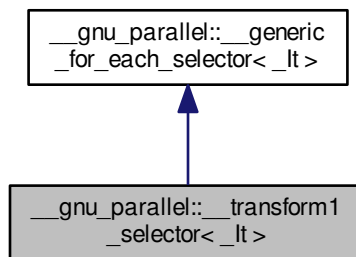 __gnu_parallel::__generic
_for_each_selector< _It >
__gnu_parallel::__transform1
_selector< _It >